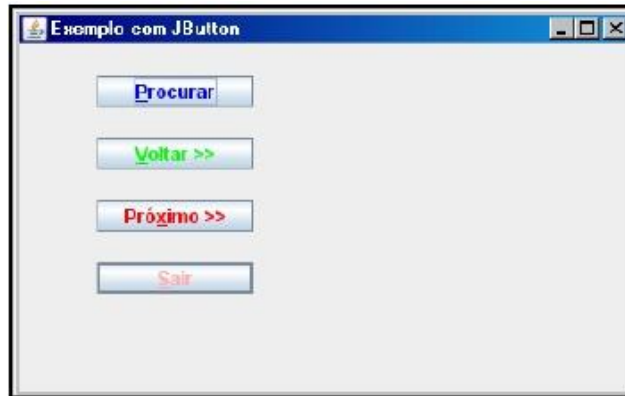 Exemplo com JButton
Procurar
Voltar >>
Próximo >>
Sair